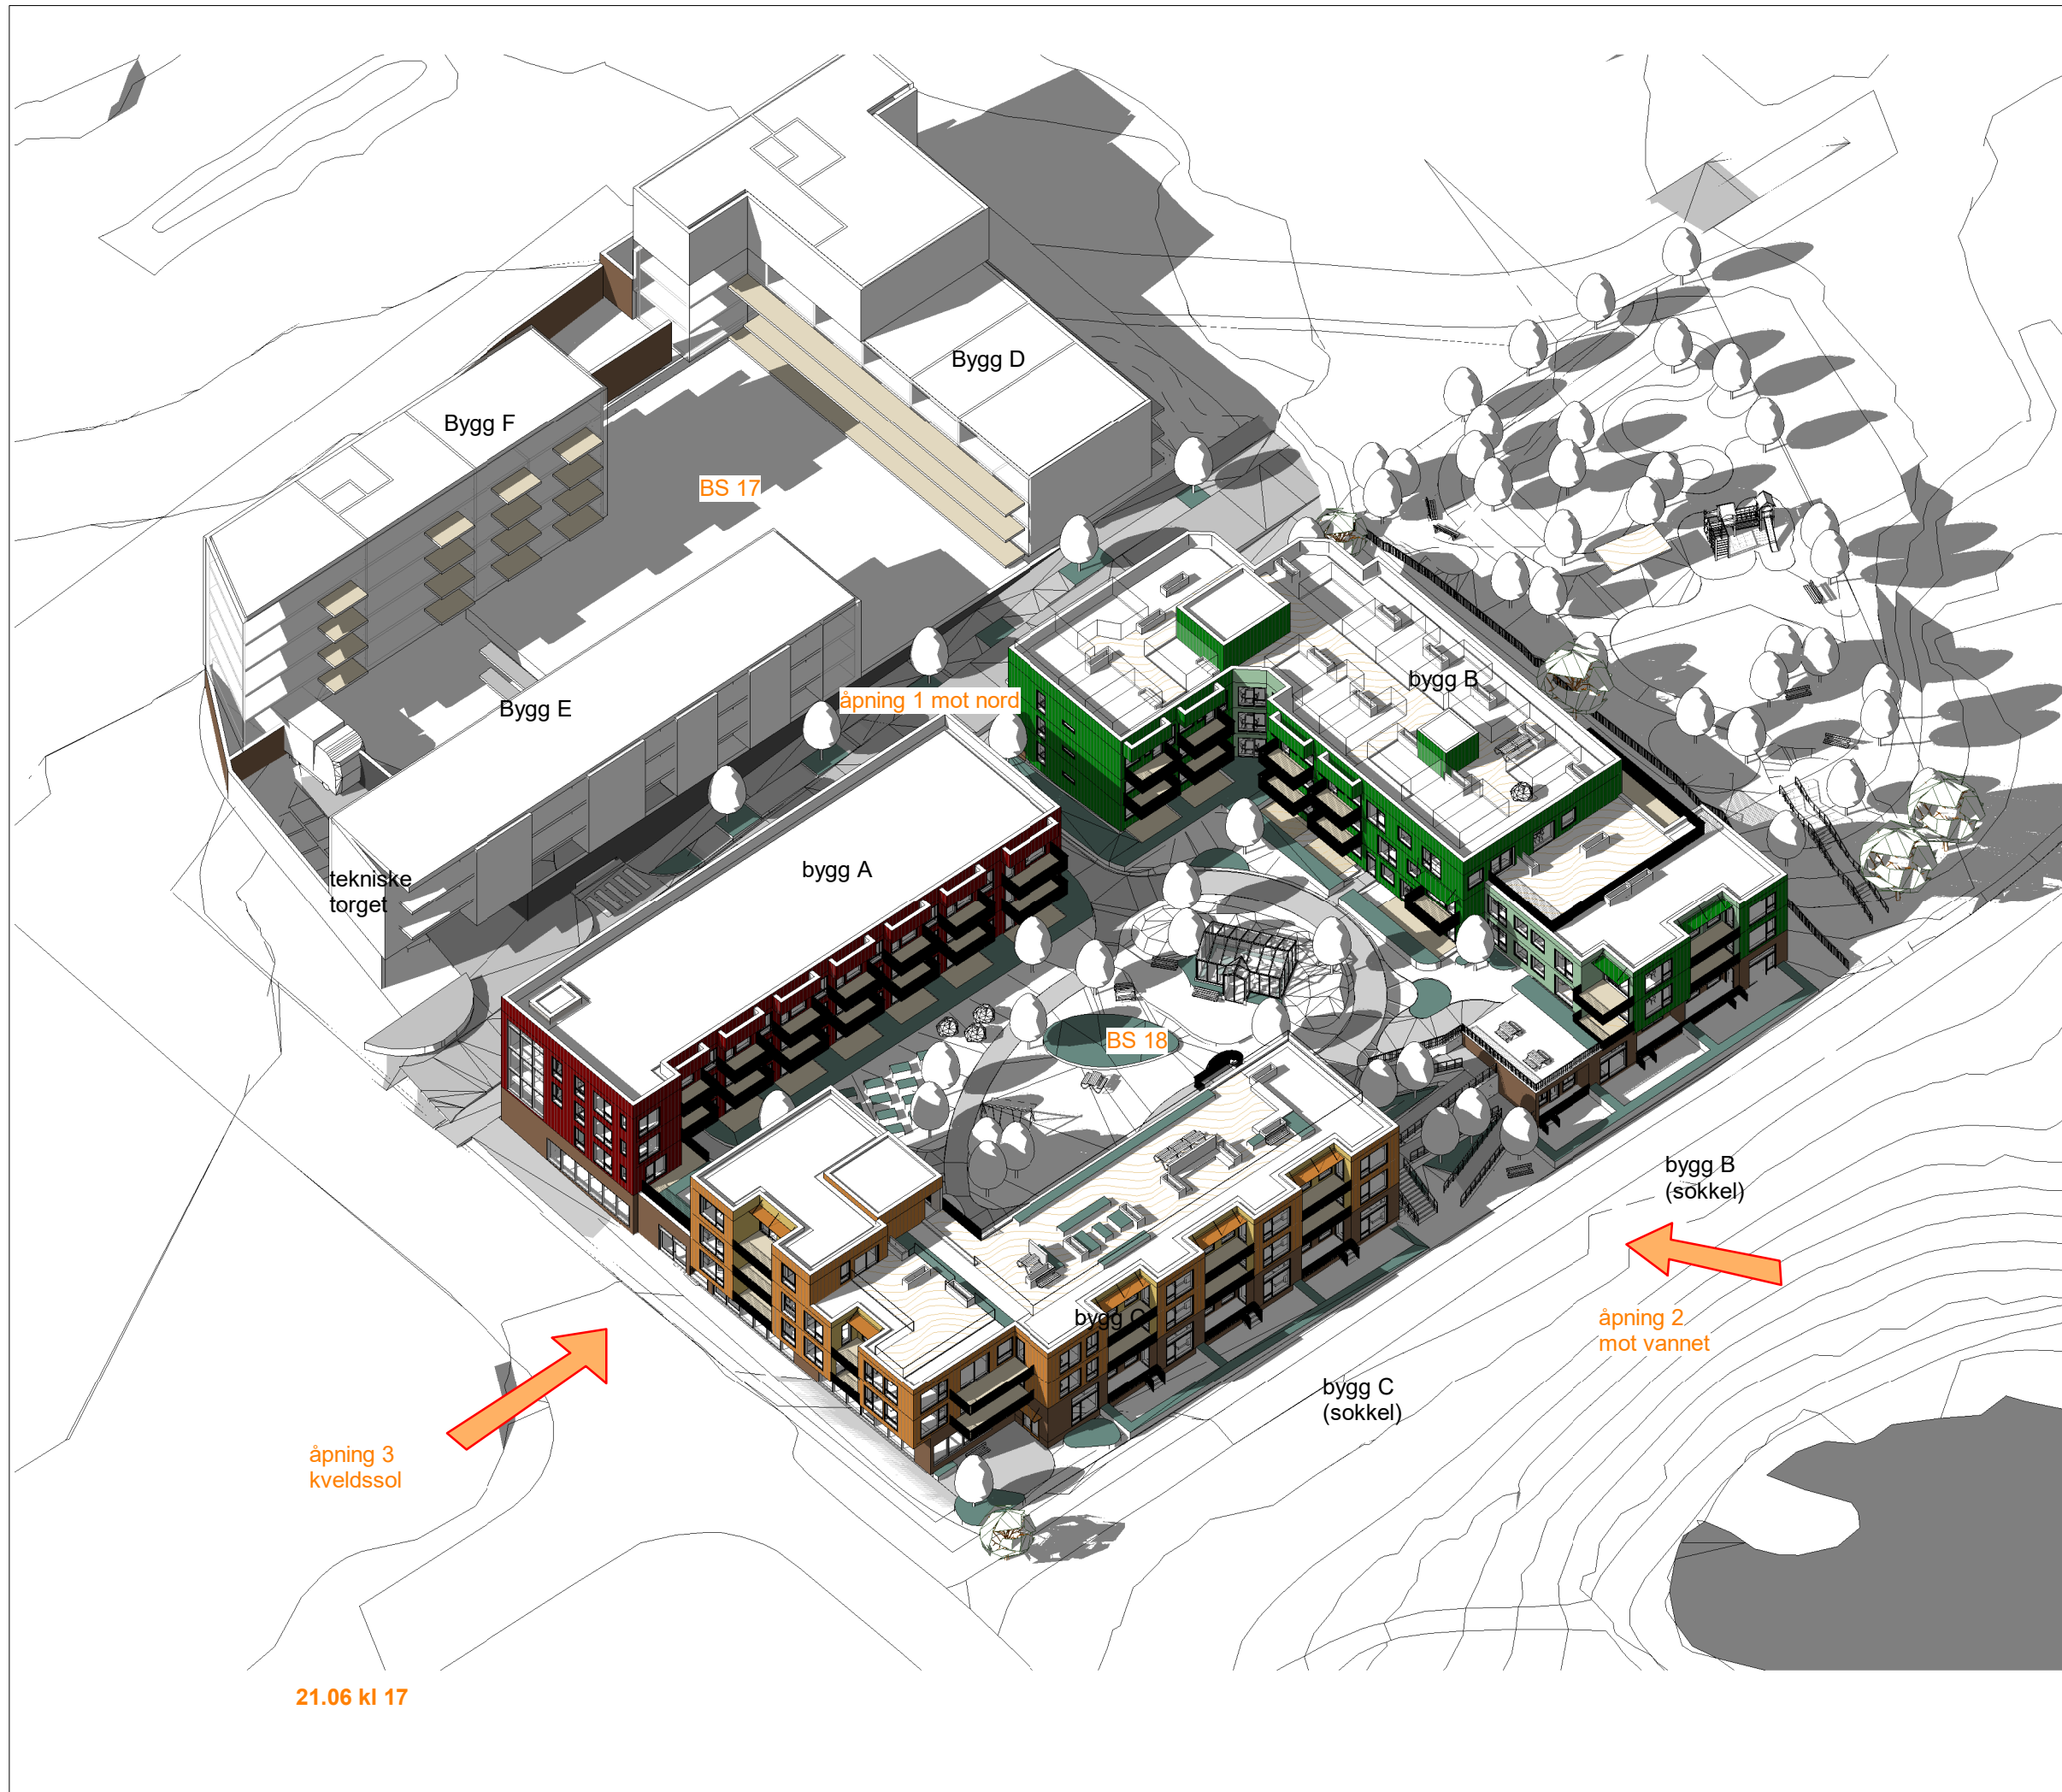 Bygg D
Bygg F
BS 17
bygg B
åpning 1 mot nord
Bygg E
bygg A
tekniske
torget
BS 18
bygg B
(sokkel)
bygg C
åpning 2
mot vannet
bygg C
(sokkel)
åpning 3
kveldssol
21.06 kl 17